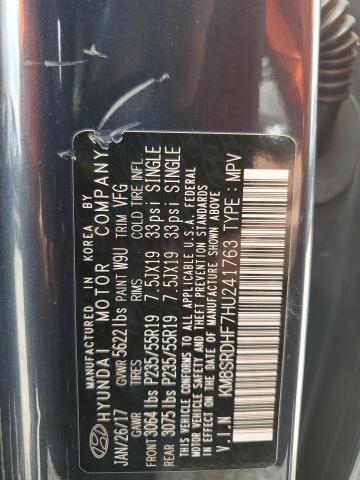 MANUFACTURED IN KOREA BY
HYUNDAI MOTOR COMPANY
JAN/26/17 GVWR 5622 lbs PAINT W9U TRIM VFG
GAWR TIRES RIMS COLD TIRE INFL
FRONT 3064 lbs P235/55R19 7.5JX19 33psi SINGLE
REAR 3075 lbs P235/55R19 7.5JX19 33psi SINGLE
THIS VEHICLE CONFORMS TO ALL APPLICABLE U.S.A. FEDERAL
MOTOR VEHICLE SAFETY AND THEFT PREVENTION
STANDARDS IN EFFECT ON THE DATE OF MANUFACTURE SHOWN ABOVE.
V.I.N : KM8SRDHF7HU241763 TYPE : MPV